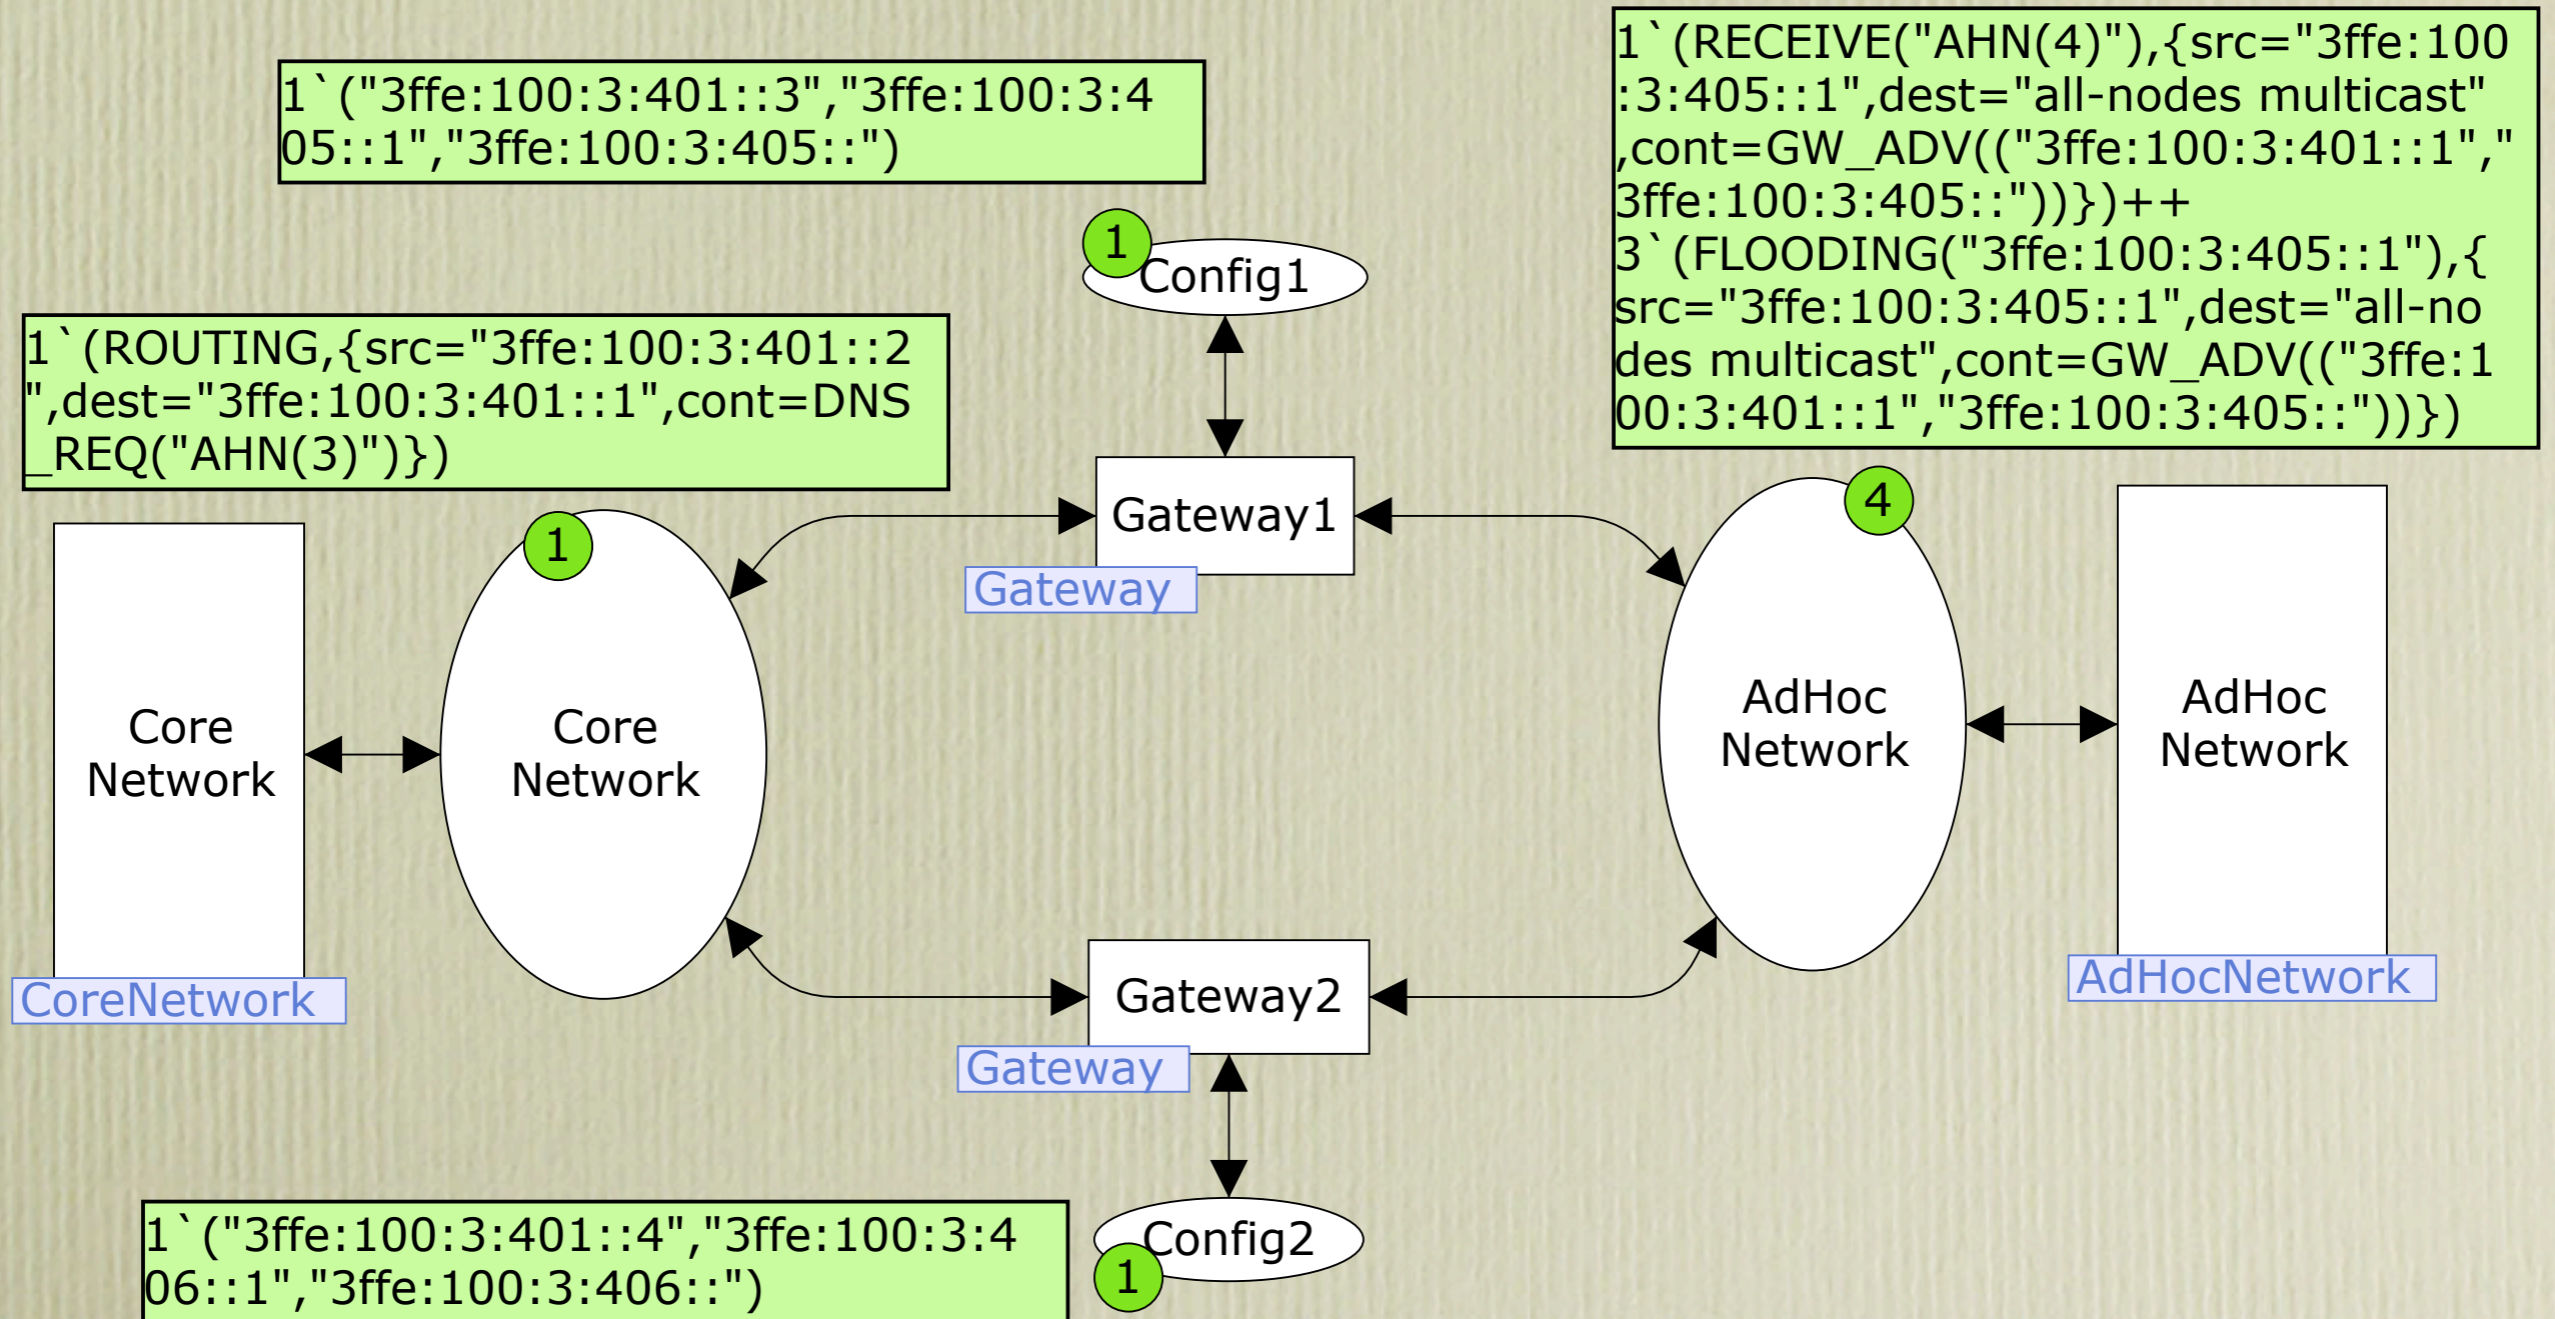 1`("3ffe:100:3:401::3","3ffe:100:3:4
05::1","3ffe:100:3:405::")
1`(RECEIVE("AHN(4)"),{src="3ffe:100
:3:405::1",dest="all-nodes multicast"
,cont=GW_ADV(("3ffe:100:3:401::1","
3ffe:100:3:405::"))})++
3`(FLOODING("3ffe:100:3:405::1"),{
src="3ffe:100:3:405::1",dest="all-no
des multicast",cont=GW_ADV(("3ffe:1
00:3:401::1","3ffe:100:3:405::"))})
1
Config1
1`(ROUTING,{src="3ffe:100:3:401::2
",dest="3ffe:100:3:401::1",cont=DNS
_REQ("AHN(3)")})
1
Gateway1
Gateway
4
Core
Network
CoreNetwork
Core
Network
AdHoc
Network
AdHoc
Network
AdHocNetwork
Gateway2
Gateway
Config2
1
1`("3ffe:100:3:401::4","3ffe:100:3:4
06::1","3ffe:100:3:406::")